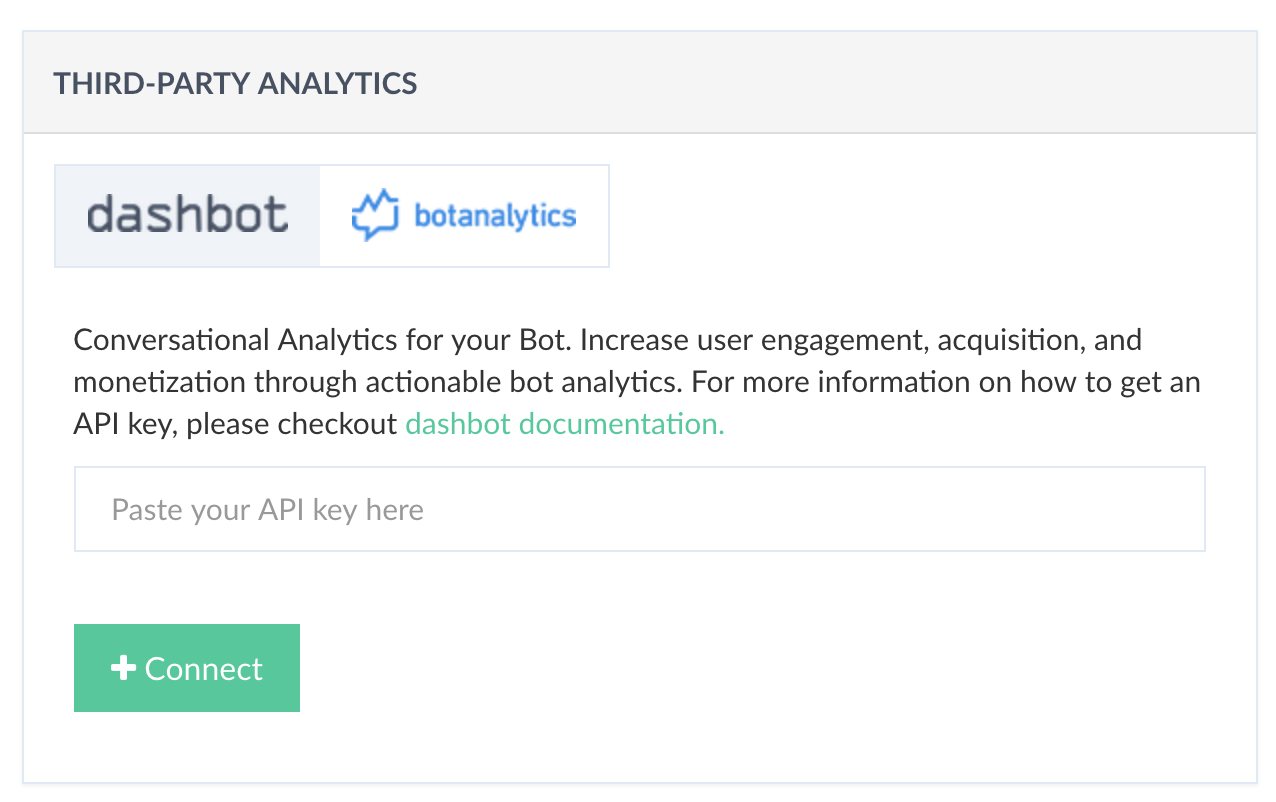 THIRD-PARTY ANALYTICS
dashbot botanalytics
Conversational Analytics for your Bot. Increase user engagement, acquisition, and
monetization through actionable bot analytics. For more information on how to get an
API key, please checkout dashbot documentation.
Paste your API key here
Connect